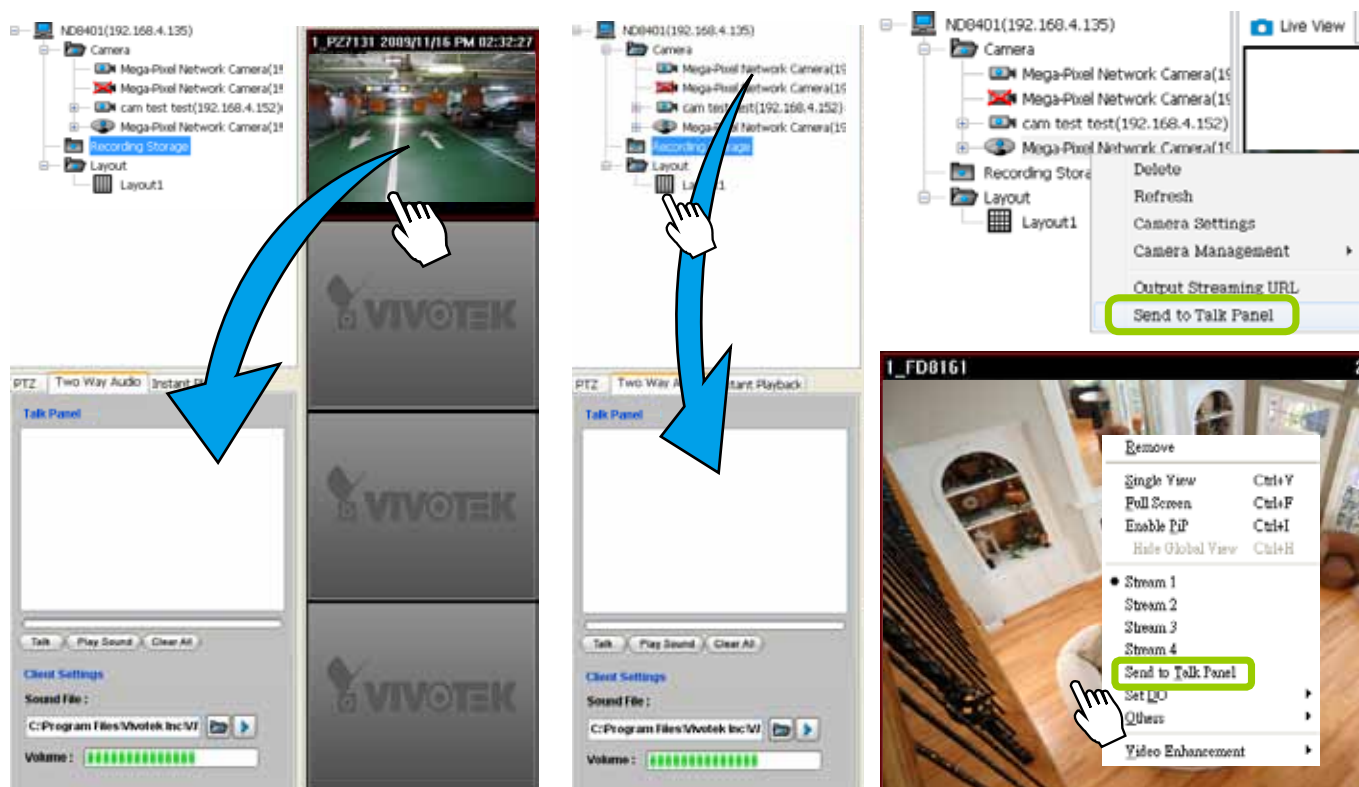 ND8401(192.168.4.135)
Camera
Mega-Pixel Network Camera(19
Mega-Pixel Network Camera(19
cam test test(192.168.4.152)(
Mega-Pixel Network Camera(19
Recording Storage
Layout
Layout1
1_PZ7131 2009/11/16 PM 02:32:27
VIVOTEK
VIVOTEK
VIVOTEK
PTZ Two Way Audio Instant
Talk Panel
Talk Play Sound Clear All
Client Settings
Sound File :
C:\Program Files\Vivotek Inc\VI
Volume :
ND8401(192.168.4.135)
Camera
Mega-Pixel Network Camera(19
Mega-Pixel Network Camera(19
cam test test(192.168.4.152)
Mega-Pixel Network Camera(19
Recording
Layout
PTZ Two Way Playback
Talk Panel
Talk Play Sound Clear All
Client Settings
Sound File :
C:\Program Files\Vivotek Inc\VI
Volume :
ND8401(192.168.4.135)
Camera
Mega-Pixel Network Camera(19
Mega-Pixel Network Camera(19
cam test test(192.168.4.152)
Mega-Pixel Network Camera(19
Recording Stora
Layout
Layout1
Live View
Delete
Refresh
Camera Settings
Camera Management
Output Streaming URL
Send to Talk Panel
1_FD8161
Remove
Single View Ctrl+V
Full Screen Ctrl+F
Enable PiP Ctrl+I
Hide Global View Ctrl+H
Stream 1
Stream 2
Stream 3
Stream 4
Send to Talk Panel
Set DO
Others
Video Enhancement